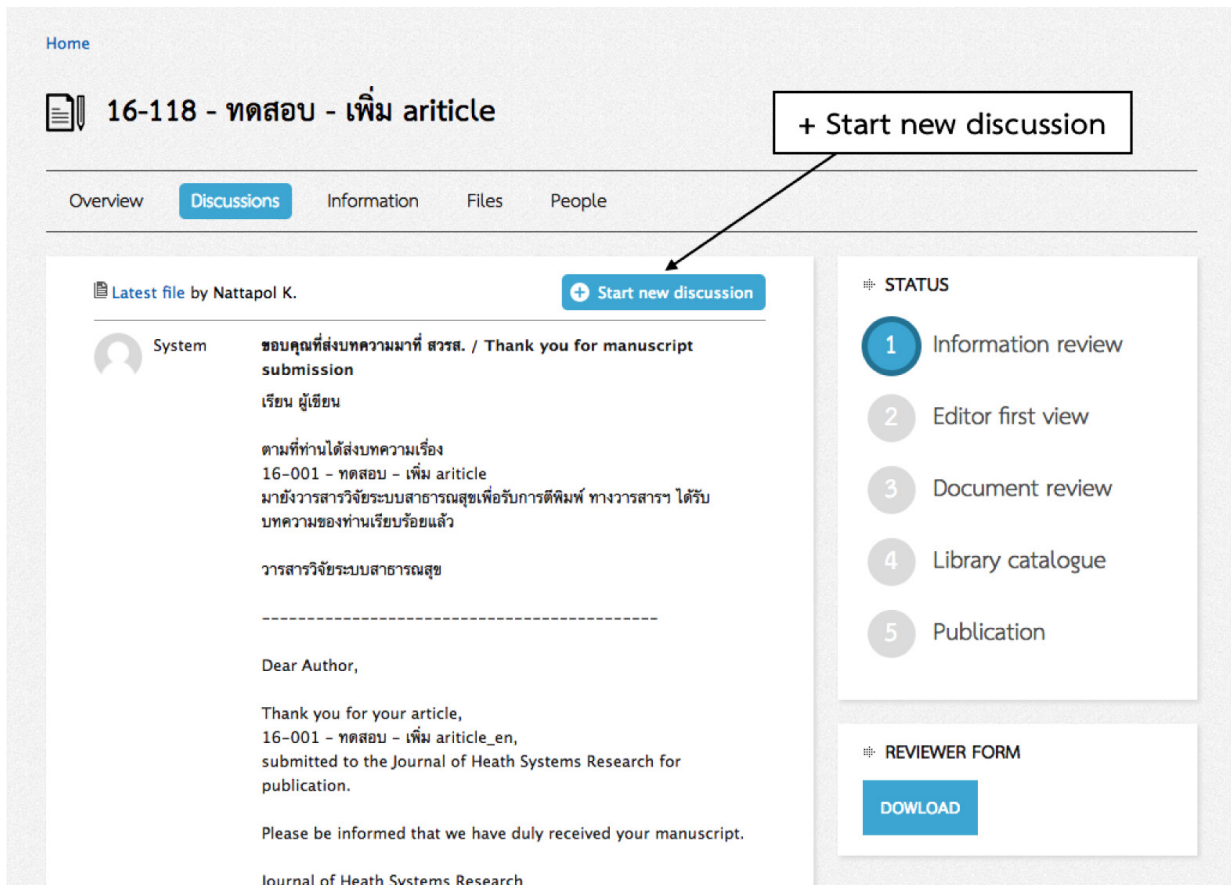 Home
16-118 - ทดสอบ - เพิ่ม ariticle
+ Start new discussion
Overview Discussions Information Files People
Latest file by Nattapol K.
+ Start new discussion
System
ขอบคุณที่ส่งบทความมาที่ สวรส. / Thank you for manuscript
submission
เรียน ผู้เขียน
ตามที่ท่านได้ส่งบทความเรื่อง
16-001 - ทดสอบ - เพิ่ม ariticle
มายังวารสารวิจัยระบบสาธารณสุขเพื่อรับการตีพิมพ์ ทางวารสารฯ ได้รับ
บทความของท่านเรียบร้อยแล้ว
วารสารวิจัยระบบสาธารณสุข
--------------------------------------------
Dear Author,
Thank you for your article,
16-001 - ทดสอบ - เพิ่ม ariticle_en,
submitted to the Journal of Heath Systems Research for
publication.
Please be informed that we have duly received your manuscript.
Journal of Heath Systems Research
STATUS
1 Information review
2 Editor first view
3 Document review
4 Library catalogue
5 Publication
REVIEWER FORM
DOWLOAD